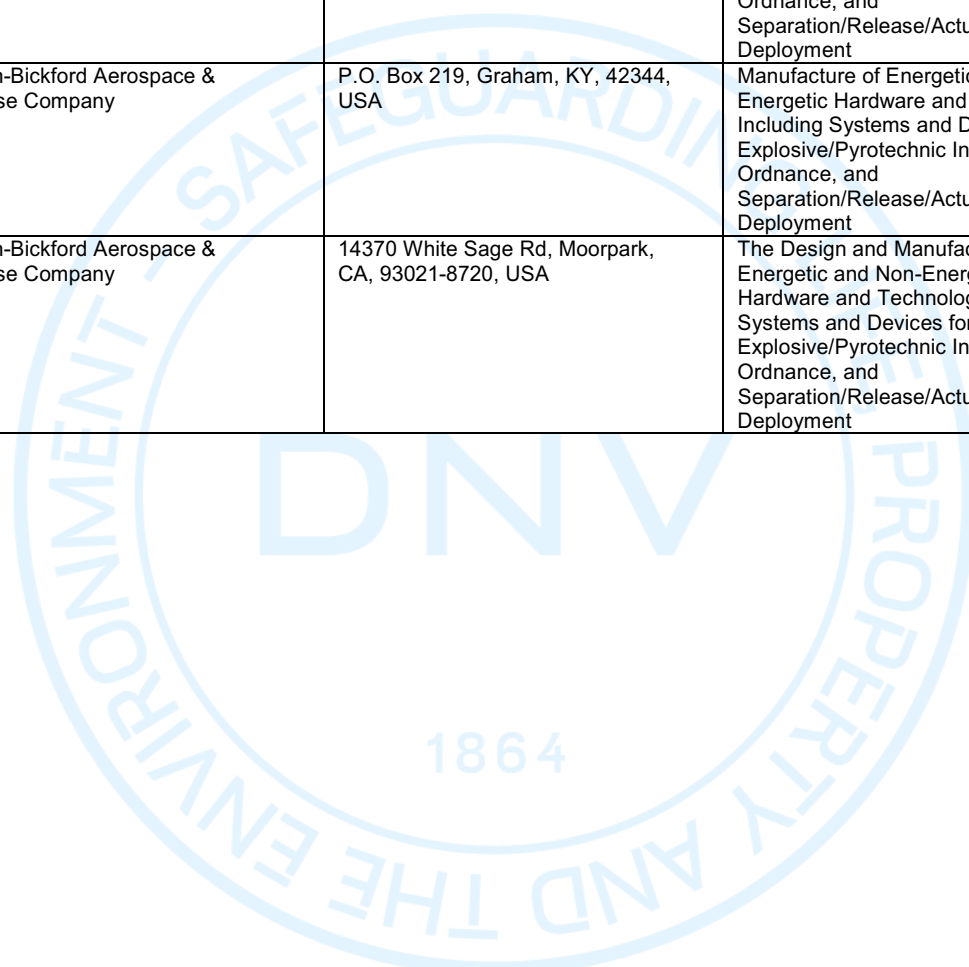 Ordnance, and
Separation/Release/Actu
Deployment
n-Bickford Aerospace &
se Company
P.O. Box 219, Graham, KY, 42344,
USA
Manufacture of Energetic
Energetic Hardware and
Including Systems and D
Explosive/Pyrotechnic In
Ordnance, and
Separation/Release/Actu
Deployment
n-Bickford Aerospace &
se Company
14370 White Sage Rd, Moorpark,
CA, 93021-8720, USA
The Design and Manufac
Energetic and Non-Energ
Hardware and Technolog
Systems and Devices for
Explosive/Pyrotechnic In
Ordnance, and
Separation/Release/Actu
Deployment
SAFEGUARDING LIFE PROPERTY AND THE ENVIRONMENT
DNV
1864